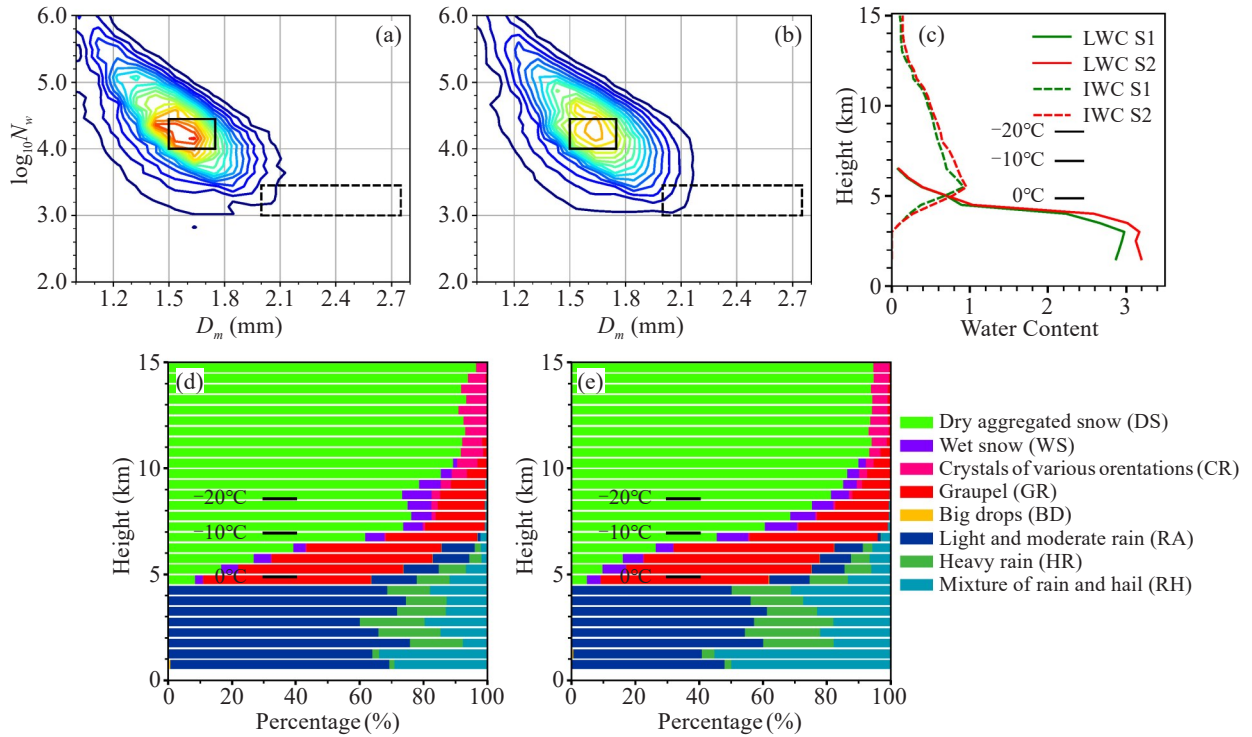 (a)
6.0
5.0
4.0
3.0
2.0
log₁₀N_w
1.2 1.5 1.8 2.1 2.4 2.7
D_m (mm)
(b)
6.0
5.0
4.0
3.0
2.0
1.2 1.5 1.8 2.1 2.4 2.7
D_m (mm)
(c)
15
10
5
0
Height (km)
LWC S1
LWC S2
IWC S1
IWC S2
−20℃
−10℃
0℃
0 1 2 3
Water Content
(d)
15
10
5
0
Height (km)
−20℃
−10℃
0℃
0 20 40 60 80 100
Percentage (%)
(e)
15
10
5
0
Height (km)
−20℃
−10℃
0℃
0 20 40 60 80 100
Percentage (%)
Dry aggregated snow (DS)
Wet snow (WS)
Crystals of various orentations (CR)
Graupel (GR)
Big drops (BD)
Light and moderate rain (RA)
Heavy rain (HR)
Mixture of rain and hail (RH)